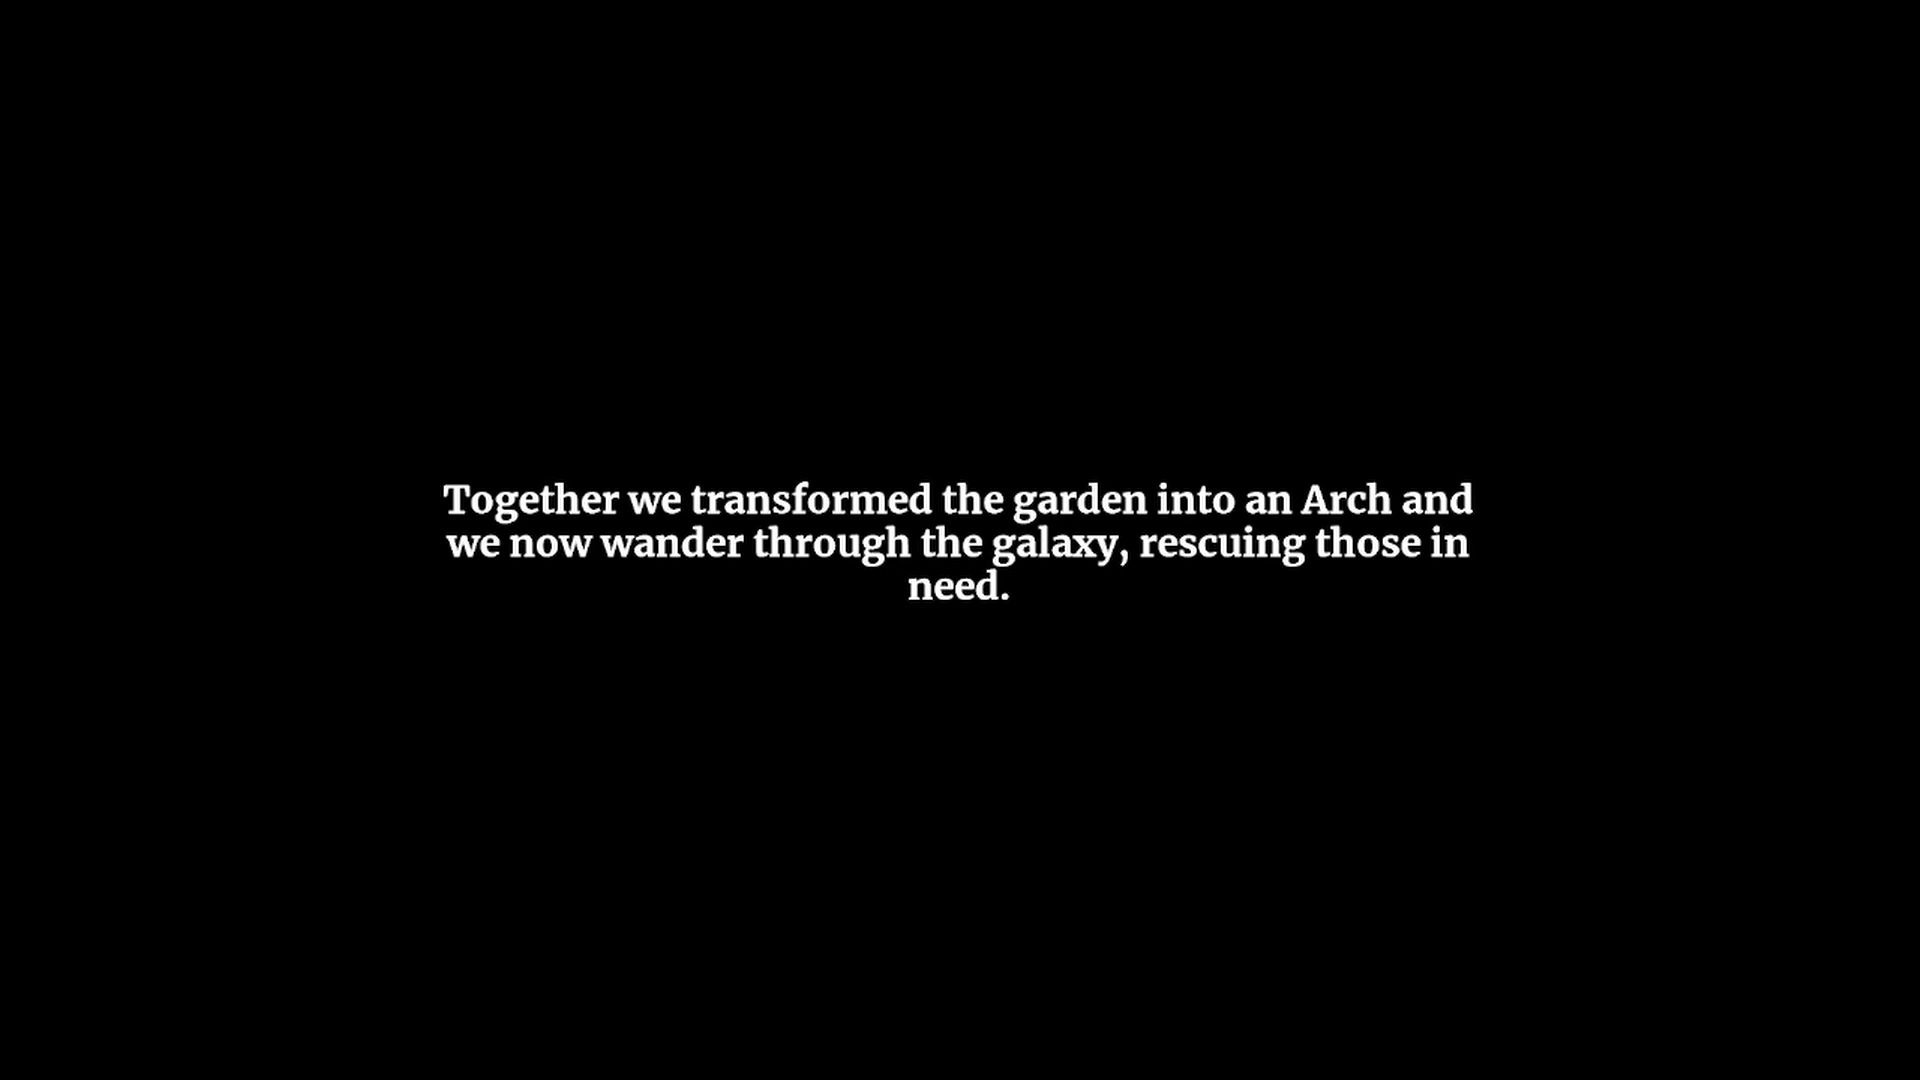 Together we transformed the garden into an Arch and
we now wander through the galaxy, rescuing those in
need.